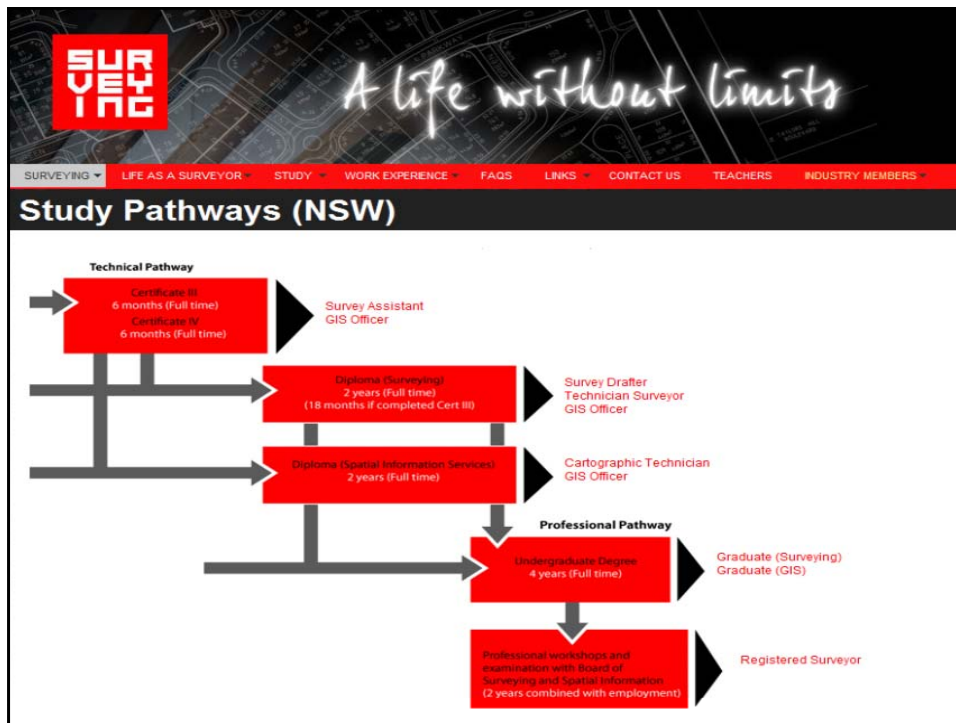 SUR
VEY
ING
A life without limits
SURVEYING LIFE AS A SURVEYOR STUDY WORK EXPERIENCE FAQS LINKS CONTACT US TEACHERS INDUSTRY MEMBERS
Study Pathways (NSW)
Technical Pathway
Certificate III
6 months (Full time)
Certificate IV
6 months (Full time)
Survey Assistant
GIS Officer
Diploma (Surveying)
2 years (Full time)
(18 months if completed Cert III)
Survey Drafter
Technician Surveyor
GIS Officer
Diploma (Spatial Information Services)
2 years (Full time)
Cartographic Technician
GIS Officer
Professional Pathway
Undergraduate Degree
4 years (Full time)
Graduate (Surveying)
Graduate (GIS)
Professional workshops and
examination with Board of
Surveying and Spatial Information
(2 years combined with employment)
Registered Surveyor